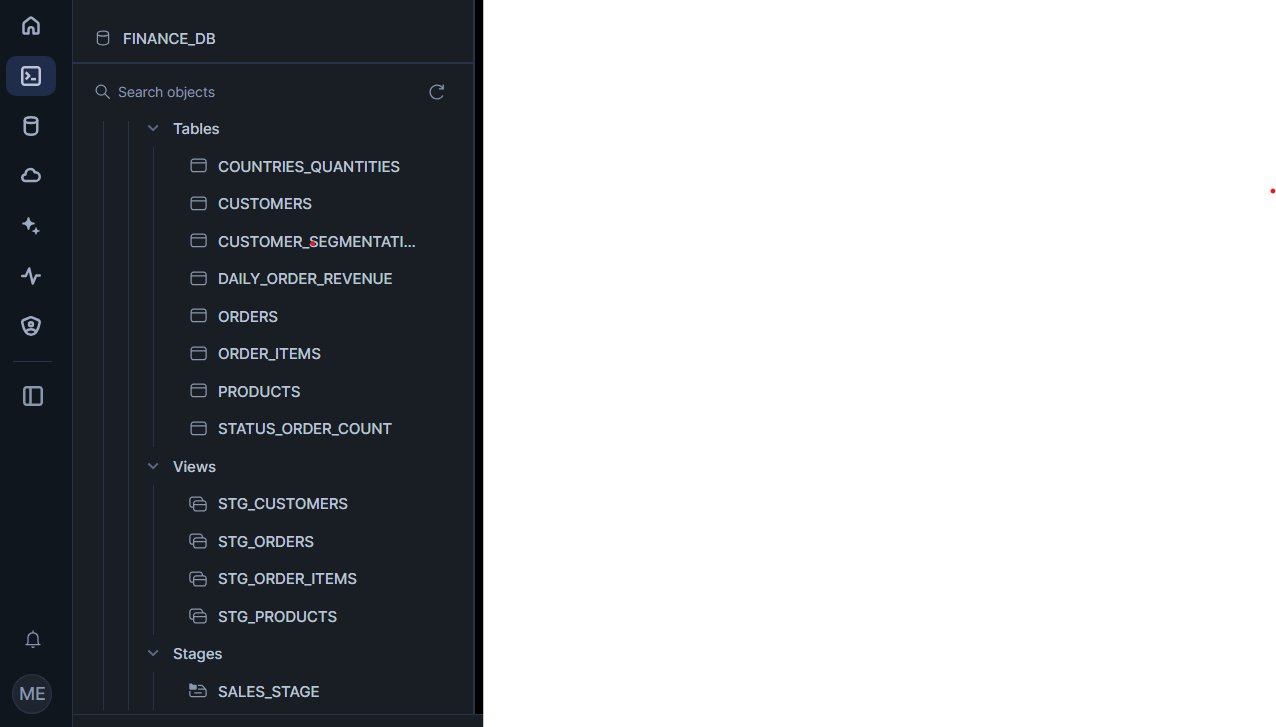 FINANCE_DB
Search objects
Tables
COUNTRIES_QUANTITIES
CUSTOMERS
CUSTOMER_SEGMENTATI...
DAILY_ORDER_REVENUE
ORDERS
ORDER_ITEMS
PRODUCTS
STATUS_ORDER_COUNT
Views
STG_CUSTOMERS
STG_ORDERS
STG_ORDER_ITEMS
STG_PRODUCTS
Stages
SALES_STAGE
ME